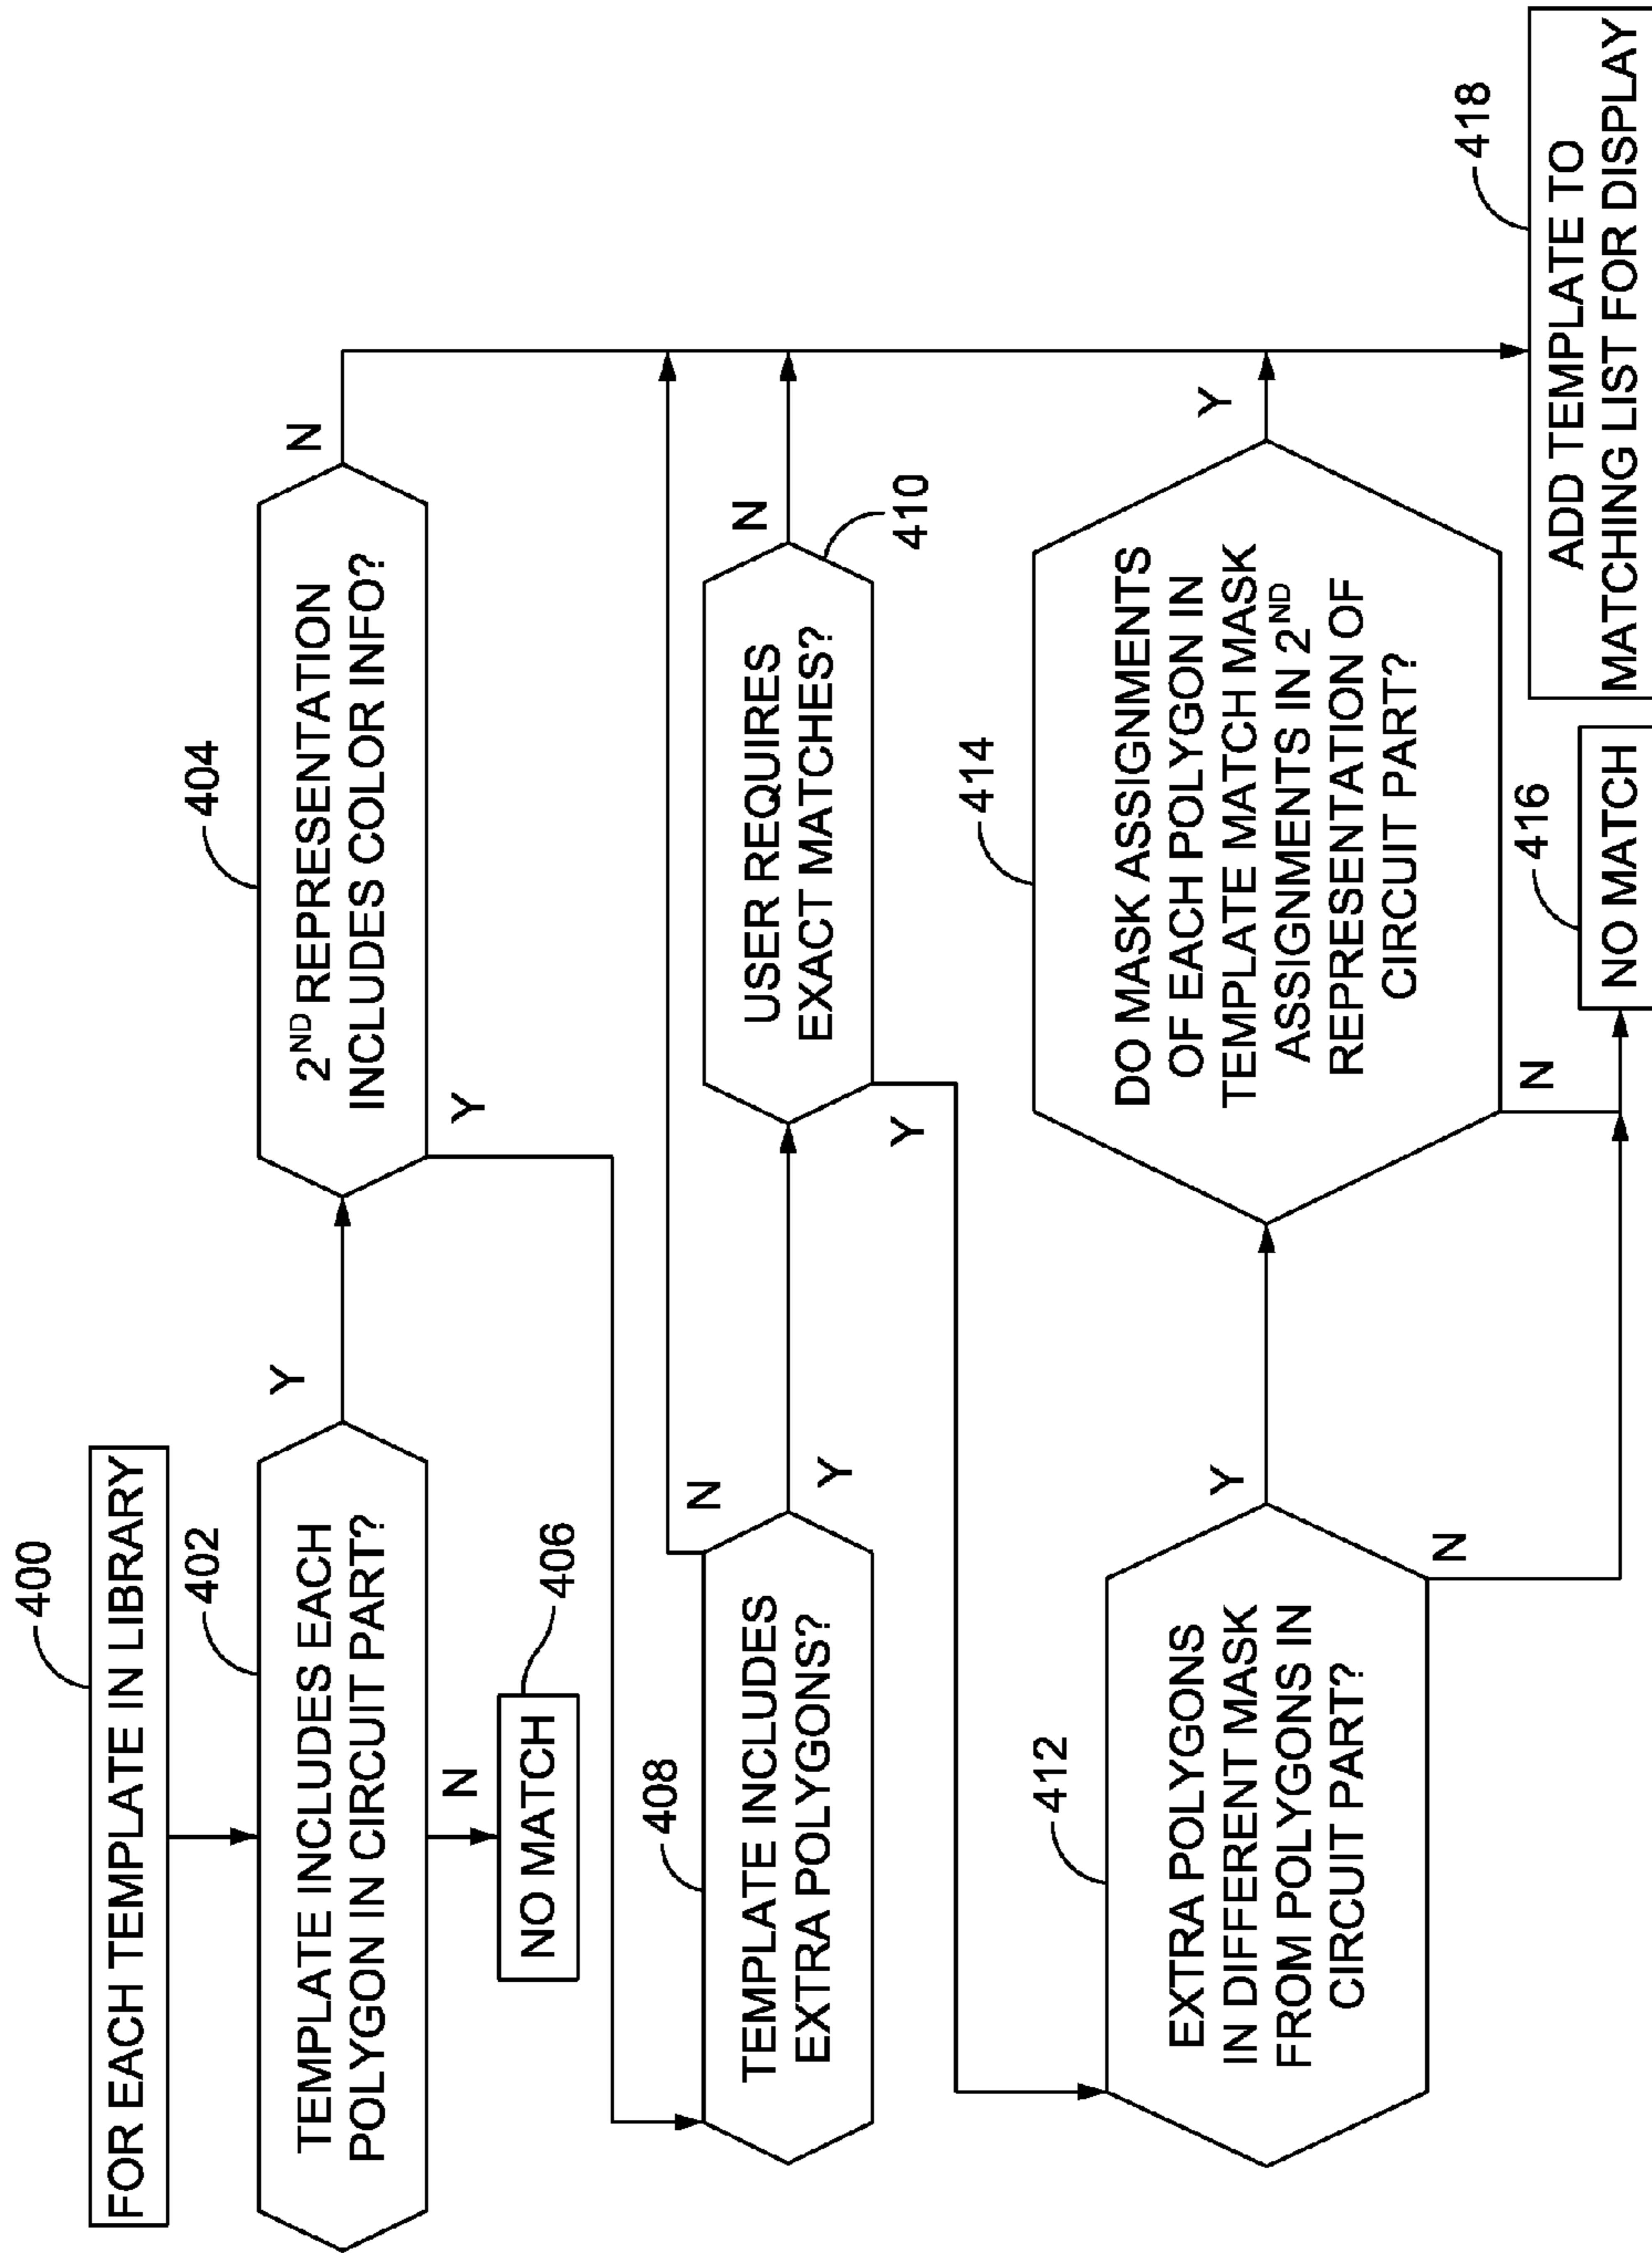 400
FOR EACH TEMPLATE IN LIBRARY
402
TEMPLATE INCLUDES EACH
POLYGON IN CIRCUIT PART?
Y
N
406
NO MATCH
404
2ND REPRESENTATION
INCLUDES COLOR INFO?
N
Y
408
TEMPLATE INCLUDES
EXTRA POLYGONS?
N
Y
USER REQUIRES
EXACT MATCHES?
N
410
Y
412
EXTRA POLYGONS
IN DIFFERENT MASK
FROM POLYGONS IN
CIRCUIT PART?
Y
N
414
DO MASK ASSIGNMENTS
OF EACH POLYGON IN
TEMPLATE MATCH MASK
ASSIGNMENTS IN 2ND
REPRESENTATION OF
CIRCUIT PART?
Y
N
416
NO MATCH
418
ADD TEMPLATE TO
MATCHING LIST FOR DISPLAY